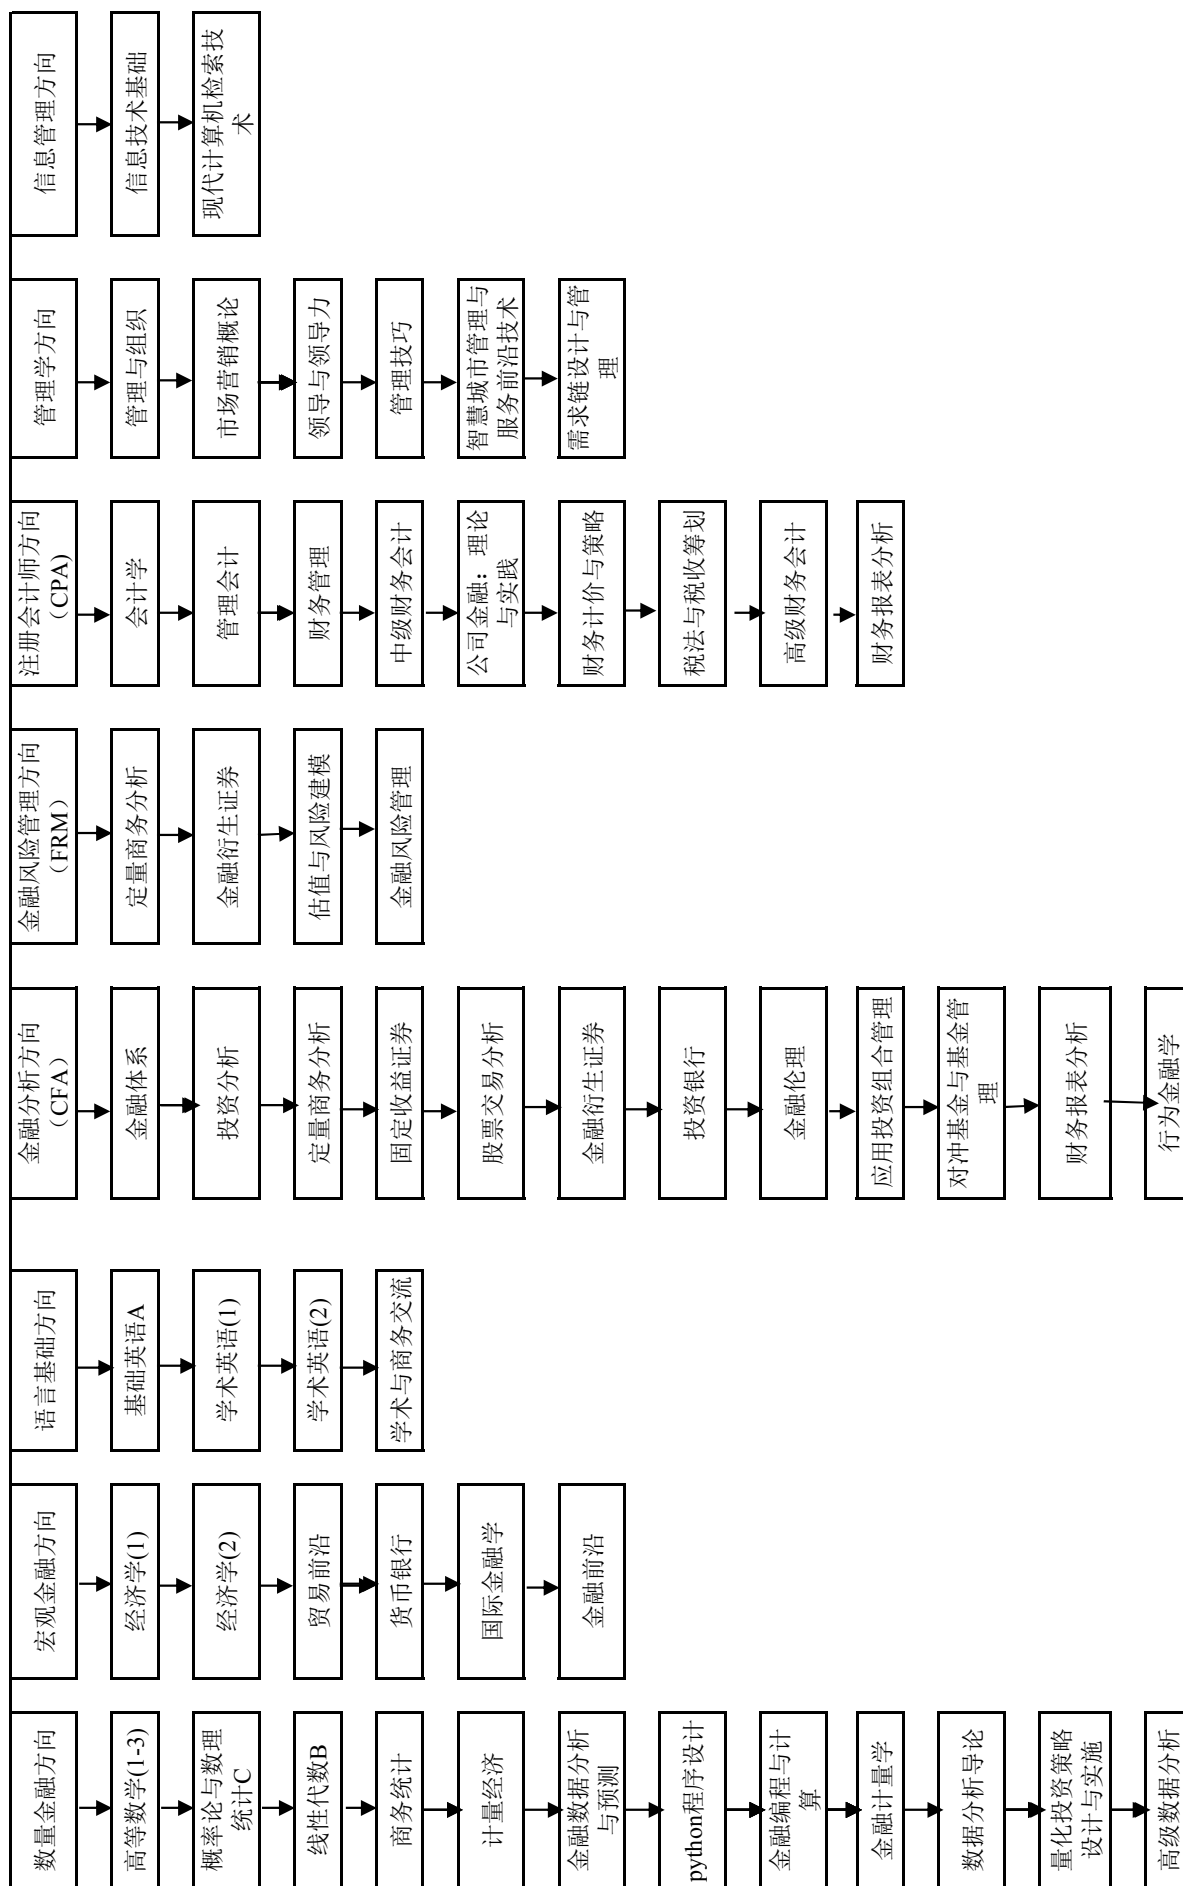 数量金融方向
高等数学(1-3)
概率论与数理
统计C
线性代数B
商务统计
计量经济
金融数据分析
与预测
python程序设计
金融编程与计
算
金融计量学
数据分析导论
量化投资策略
设计与实施
高级数据分析
宏观金融方向
经济学(1)
经济学(2)
贸易前沿
货币银行
国际金融学
金融前沿
语言基础方向
基础英语A
学术英语(1)
学术英语(2)
学术与商务交流
金融分析方向
（CFA）
金融体系
投资分析
定量商务分析
固定收益证券
股票交易分析
金融衍生证券
投资银行
金融伦理
应用投资组合管理
对冲基金与基金管
理
财务报表分析
行为金融学
金融风险管理方向
（FRM）
定量商务分析
金融衍生证券
估值与风险建模
金融风险管理
注册会计师方向
（CPA)
会计学
管理会计
财务管理
中级财务会计
公司金融：理论
与实践
财务计价与策略
税法与税收筹划
高级财务会计
财务报表分析
管理学方向
管理与组织
市场营销概论
领导与领导力
管理技巧
智慧城市管理与
服务前沿技术
需求链设计与管
理
信息管理方向
信息技术基础
现代计算机检索技
术